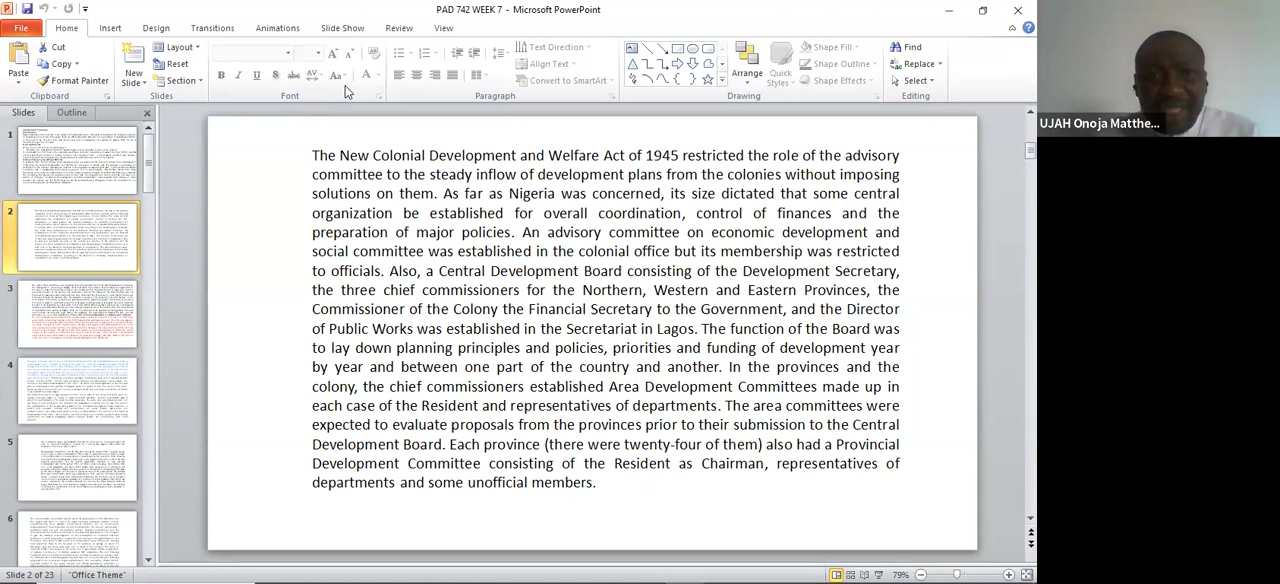 PAD 742 WEEK 7 - Microsoft PowerPoint
File Home Insert Design Transitions Animations Slide Show Review View
Cut
Copy
Format Painter
Paste
Clipboard
New
Slide
Layout
Reset
Section
Slides
Font
Text Direction
Align Text
Convert to SmartArt
Paragraph
Arrange
Quick
Styles
Shape Fill
Shape Outline
Shape Effects
Drawing
Find
Replace
Select
Editing
UJAH Onoja Matthe...
Slides Outline
1
2
3
4
5
6
The New Colonial Development and Welfare Act of 1945 restricted the role of the advisory
committee to the steady inflow development plans from the colonies without imposing
solutions on them. As far as Nigeria was concerned, its size dictated that some central
organization be established for overall coordination, control of finances and the
preparation of major policy. An advisory committee on economic development and
social committee was established in the colonial office but its membership was restricted
to officials. Also, a Central Development Board consisting of the Development Secretary,
the three chief commissioners for the Northern, Western and Eastern Provinces, the
Commissioner of the Colony, Financial Secretary to the Government, and the Director
of Public Works was established in the Secretariat in Lagos. The function of the Board was
to lay down planning principles and policies, priorities and funding of development year
by year and between one part of the country and another. In the provinces and the
colony, the chief commissioners established Area Development Committees made up in
each case of the Residents and representatives of departments. The area committees were
expected to evaluate proposals from the provinces prior to their submission to the Central
Development Board. Each (there were twenty-four of them) also had a Provincial
Development Committee consisting of the Resident as Chairman, representatives of
departments and some unofficial members.
Slide 2 of 23 "Office Theme" 79%